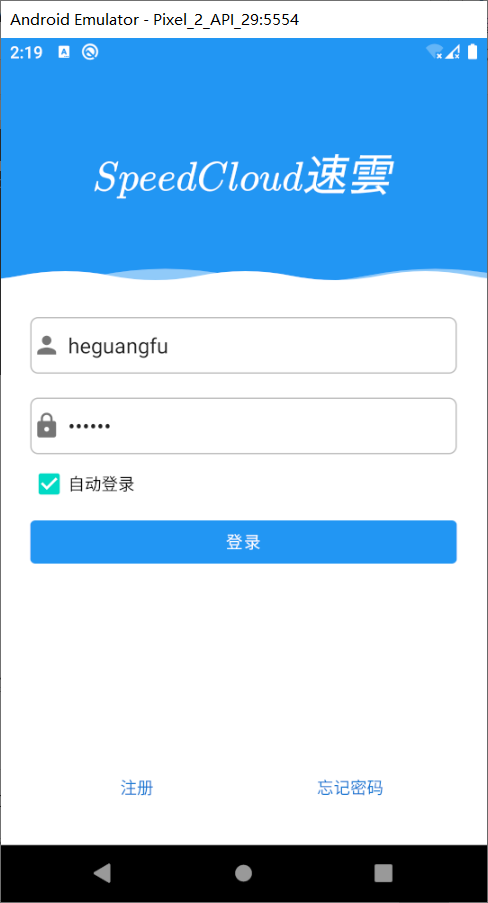 Android Emulator - Pixel_2_API_29:5554
2:19
SpeedCloud速雲
heguangfu
••••••
自动登录
登录
注册
忘记密码